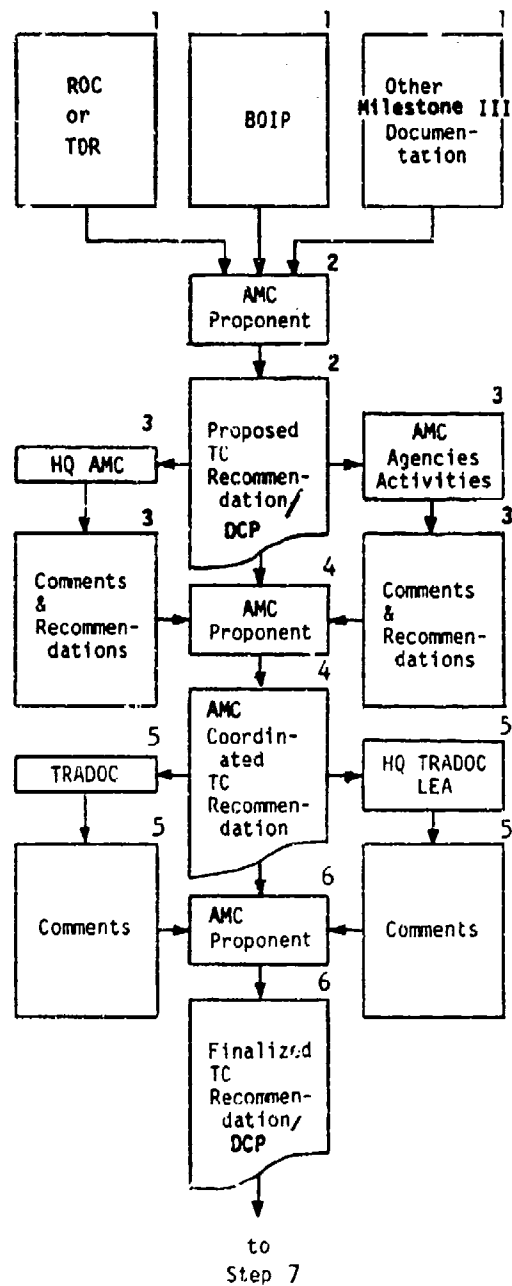 1
1
1
ROC
or
TDR
BOIP
Other
Milestone III
Documen-
tation
2
AMC
Proponent
2
Proposed
TC
Recommen-
dation/
DCP
3
HQ AMC
3
AMC
Agencies
Activities
3
Comments
&
Recommen-
dations
3
Comments
&
Recommen-
dations
4
AMC
Proponent
4
AMC
Coordin-
ated
TC
Recommen-
dation
5
TRADOC
5
HQ TRADOC
LEA
5
Comments
5
Comments
6
AMC
Proponent
6
Finalized
TC
Recommen-
dation/
DCP
to
Step 7